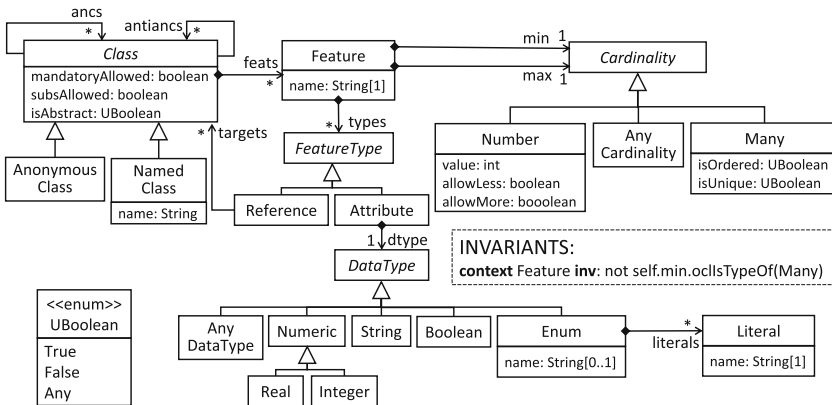 ancs
antiancs
*
*
Class
mandatoryAllowed: boolean
subsAllowed: boolean
isAbstract: UBoolean
feats
*
Feature
name: String[1]
min 1
max 1
Cardinality
* targets
* types
FeatureType
Anonymous
Class
Named
Class
name: String
Reference
Attribute
Number
value: int
allowLess: boolean
allowMore: booolean
Any
Cardinality
Many
isOrdered: UBoolean
isUnique: UBoolean
1 dtype
DataType
INVARIANTS:
context Feature inv: not self.min.oclIsTypeOf(Many)
<<enum>>
UBoolean
True
False
Any
Any
DataType
Numeric
String
Boolean
Enum
name: String[0..1]
*
literals
Literal
name: String[1]
Real
Integer